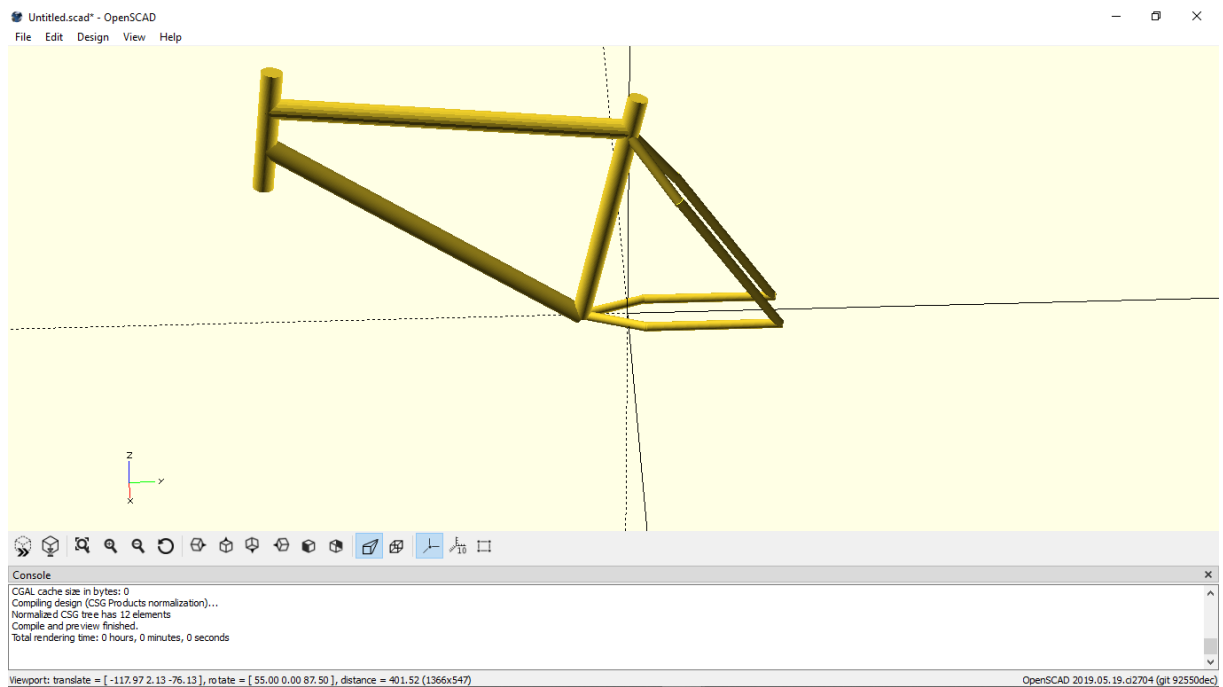 Untitled.scad* - OpenSCAD
File Edit Design View Help
Z
Y
X
10
Console
CGAL cache size in bytes: 0
Compiling design (CSG Products normalization)...
Normalized CSG tree has 12 elements
Compile and preview finished.
Total rendering time: 0 hours, 0 minutes, 0 seconds
Viewport: translate = [ -117.97 2.13 -76.13 ], rotate = [ 55.00 0.00 87.50 ], distance = 401.52 (1366x547) OpenSCAD 2019.05.19.ci2704 (git 92550dec)